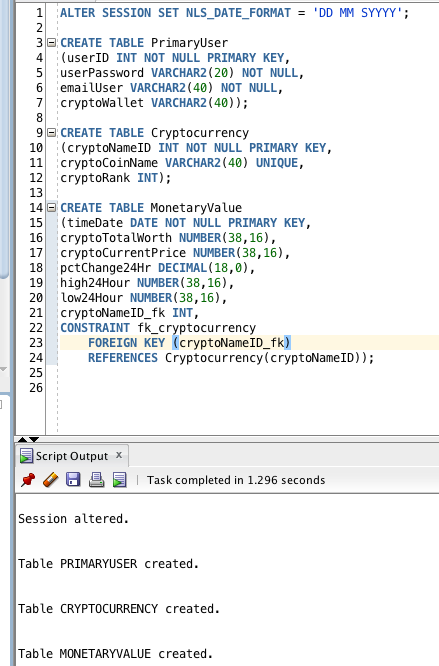 1 ALTER SESSION SET NLS_DATE_FORMAT = 'DD MM SYYYY';
2
3 CREATE TABLE PrimaryUser
4 (userID INT NOT NULL PRIMARY KEY,
5 userPassword VARCHAR2(20) NOT NULL,
6 emailUser VARCHAR2(40) NOT NULL,
7 cryptoWallet VARCHAR2(40));
8
9 CREATE TABLE Cryptocurrency
10 (cryptoNameID INT NOT NULL PRIMARY KEY,
11 cryptoCoinName VARCHAR2(40) UNIQUE,
12 cryptoRank INT);
13
14 CREATE TABLE MonetaryValue
15 (timeDate DATE NOT NULL PRIMARY KEY,
16 cryptoTotalWorth NUMBER(38,16),
17 cryptoCurrentPrice NUMBER(38,16),
18 pctChange24Hr DECIMAL(18,0),
19 high24Hour NUMBER(38,16),
20 low24Hour NUMBER(38,16),
21 cryptoNameID_fk INT,
22 CONSTRAINT fk_cryptocurrency
23 FOREIGN KEY (cryptoNameID_fk)
24 REFERENCES Cryptocurrency(cryptoNameID));
25
26
Script Output x
Task completed in 1.296 seconds
Session altered.
Table PRIMARYUSER created.
Table CRYPTOCURRENCY created.
Table MONETARYVALUE created.